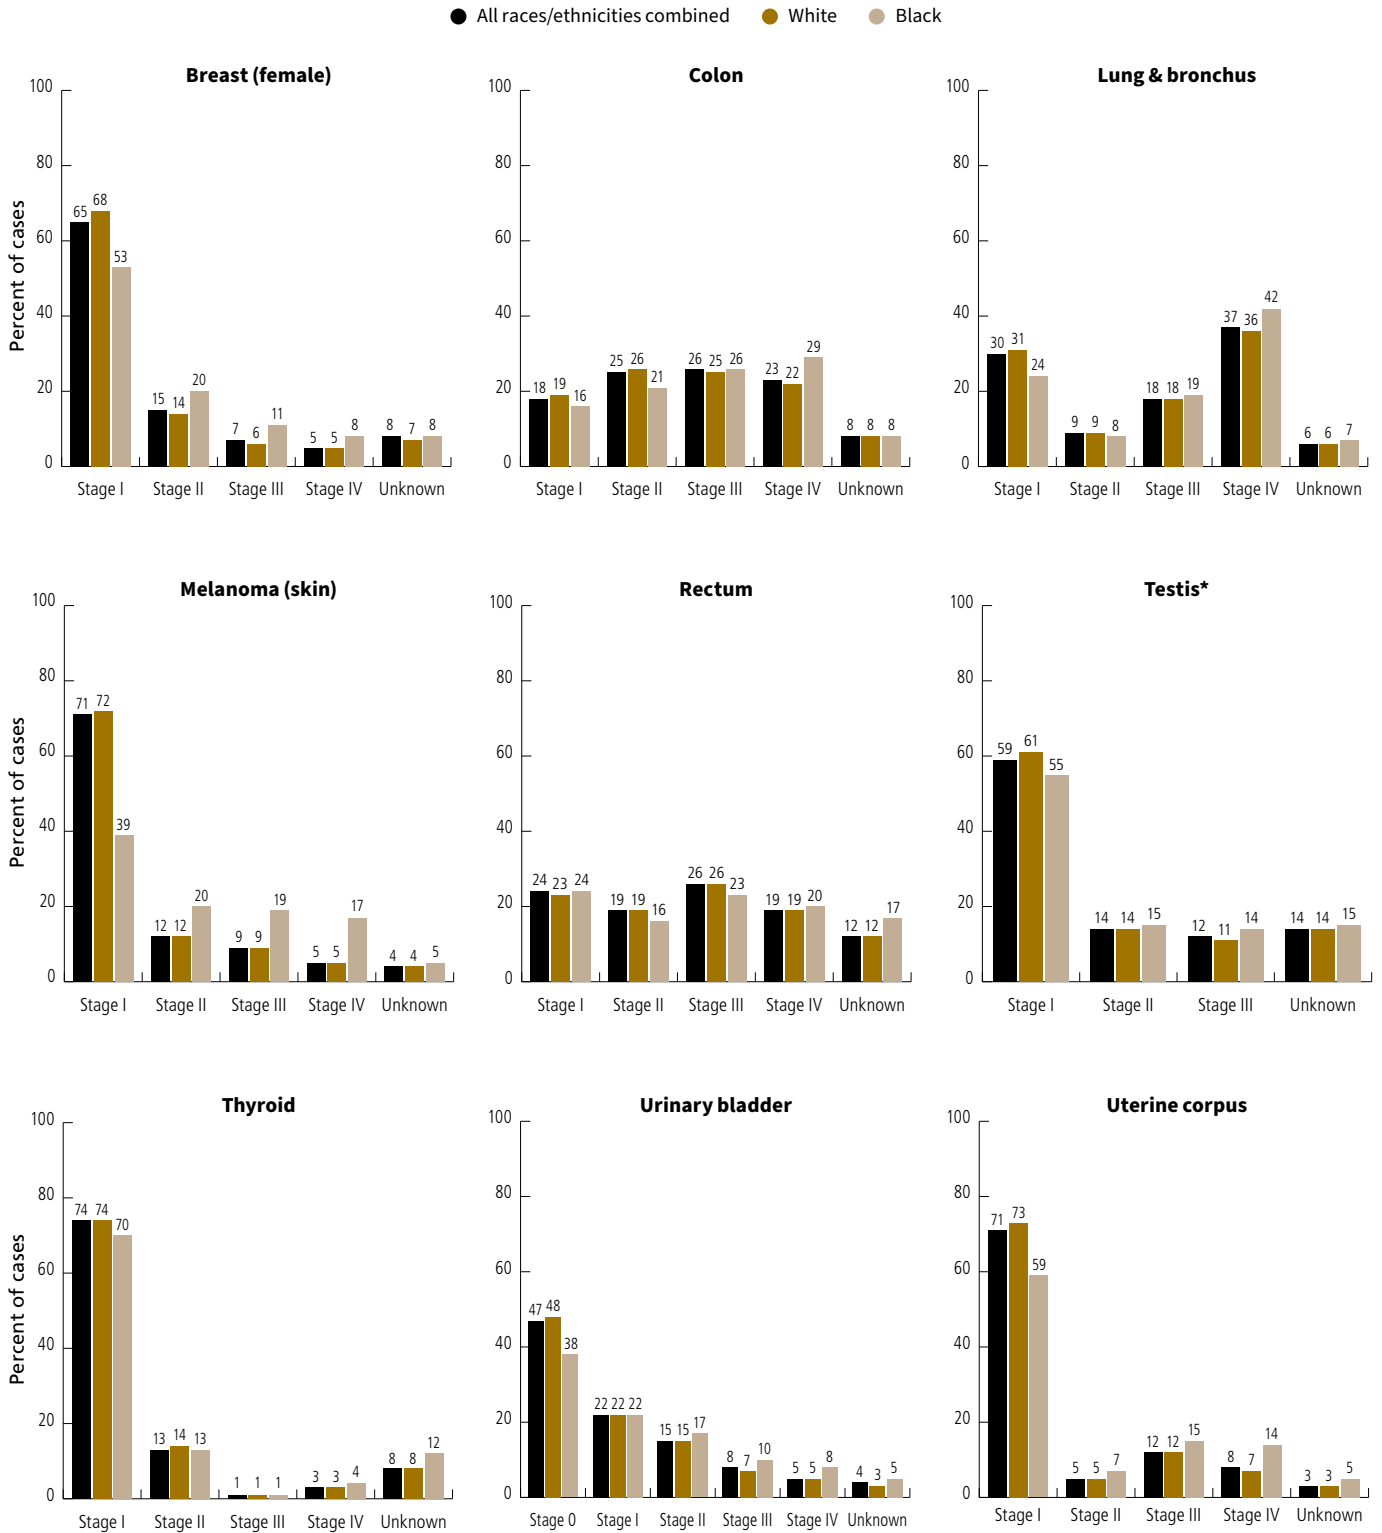 All races/ethnicities combined White Black
Breast (female) Colon Lung & bronchus
Percent of cases
100
80
60
40
20
0
65 68 53
15 14 20
7 6 11
5 5 8
8 7 8
Stage I Stage II Stage III Stage IV Unknown
100
80
60
40
20
0
18 19 16
25 26 21
26 25 26
23 22 29
8 8 8
Stage I Stage II Stage III Stage IV Unknown
100
80
60
40
20
0
30 31 24
9 9 8
18 18 19
37 36 42
6 6 7
Stage I Stage II Stage III Stage IV Unknown
Melanoma (skin) Rectum Testis*
Percent of cases
100
80
60
40
20
0
71 72 39
12 12 20
9 9 19
5 5 17
4 4 5
Stage I Stage II Stage III Stage IV Unknown
100
80
60
40
20
0
24 23 24
19 19 16
26 26 23
19 19 20
12 12 17
Stage I Stage II Stage III Stage IV Unknown
100
80
60
40
20
0
59 61 55
14 14 15
12 11 14
14 14 15
Stage I Stage II Stage III Unknown
Thyroid Urinary bladder Uterine corpus
Percent of cases
100
80
60
40
20
0
74 74 70
13 14 13
1 1 1
3 3 4
8 8 12
Stage I Stage II Stage III Stage IV Unknown
100
80
60
40
20
0
47 48 38
22 22 22
15 15 17
8 7 10
5 5 8
4 3 5
Stage 0 Stage I Stage II Stage III Stage IV Unknown
100
80
60
40
20
0
71 73 59
5 5 7
12 12 15
8 7 14
3 3 5
Stage I Stage II Stage III Stage IV Unknown